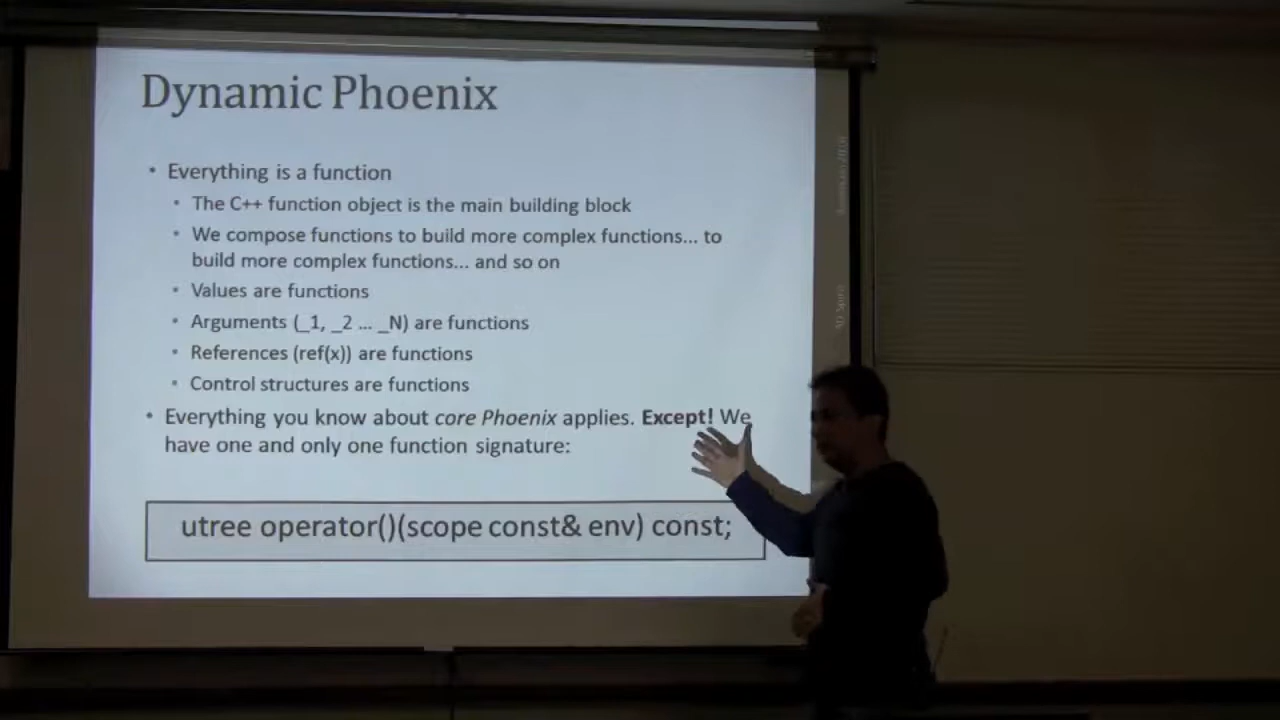 Dynamic Phoenix
• Everything is a function
• The C++ function object is the main building block
• We compose functions to build more complex functions... to
build more complex functions... and so on
• Values are functions
• Arguments (_1, _2 ... _N) are functions
• References (ref(x)) are functions
• Control structures are functions
• Everything you know about core Phoenix applies. Except! We
have one and only one function signature:
utree operator()(scope const& env) const;